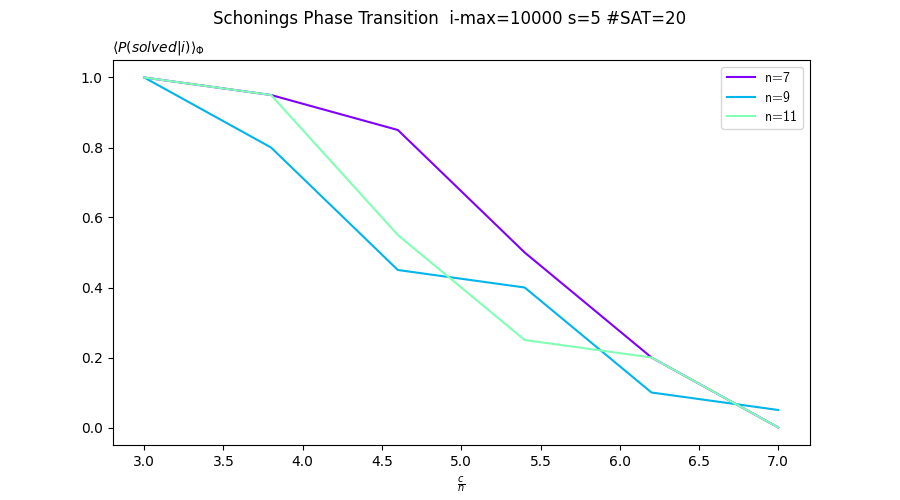 Schonings Phase Transition  i-max=10000 s=5 #SAT=20
⟨P(solved|i)⟩Φ
n=7
n=9
n=11
1.0
0.8
0.6
0.4
0.2
0.0
3.0 3.5 4.0 4.5 5.0 5.5 6.0 6.5 7.0
c/n